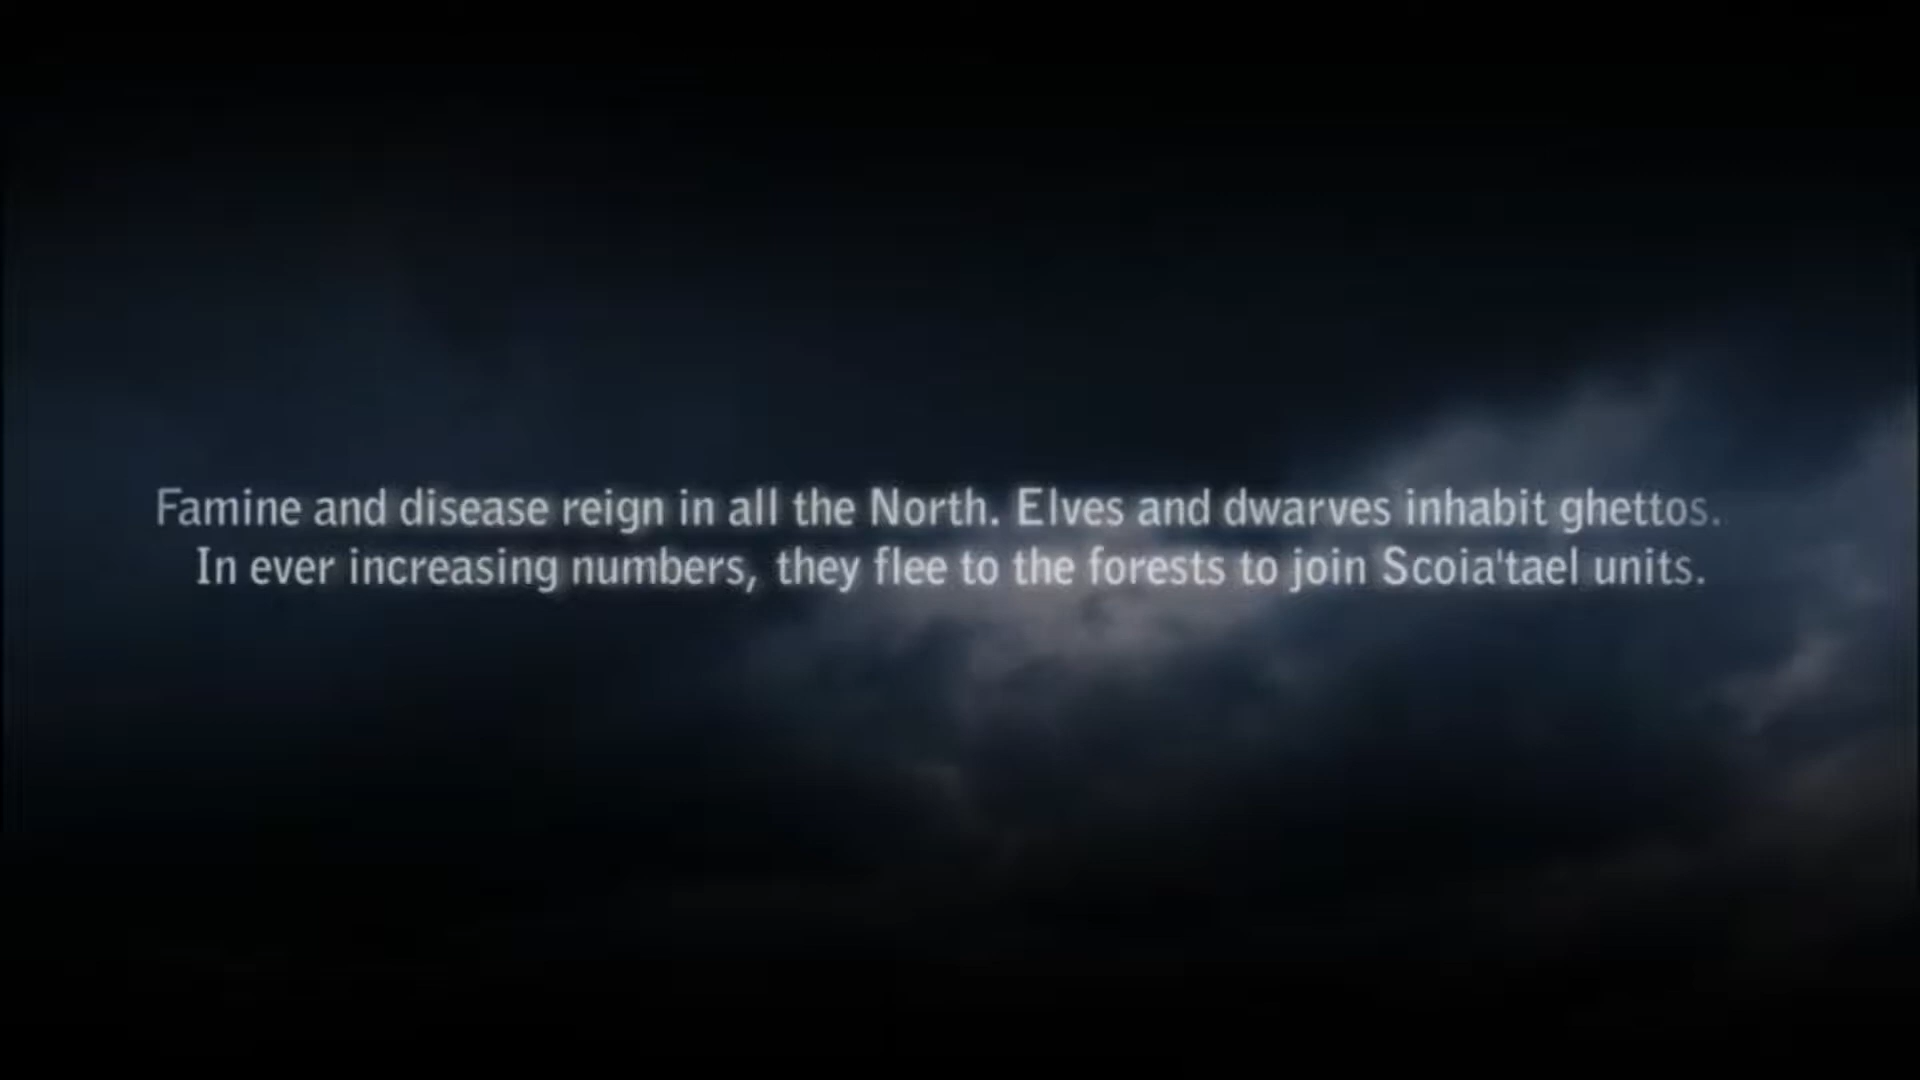 Famine and disease reign in all the North. Elves and dwarves inhabit ghettos.
In ever increasing numbers, they flee to the forests to join Scoia'tael units.